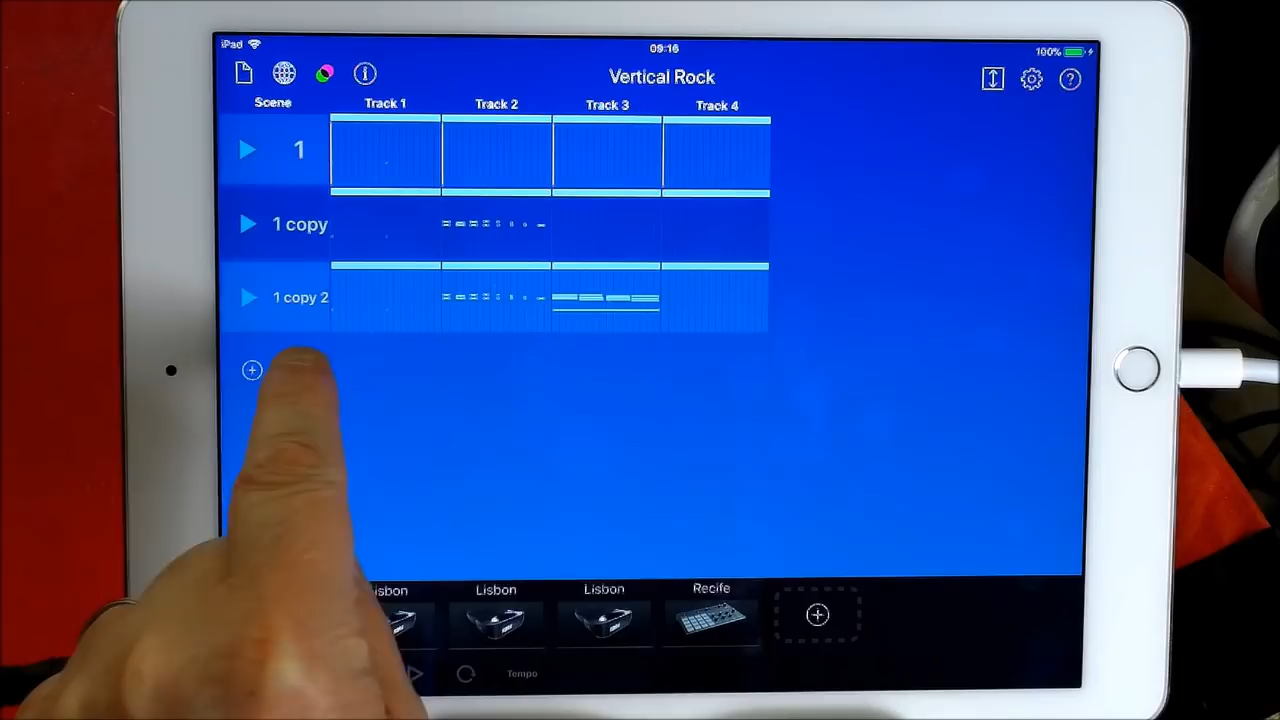 iPad
09:16
100%
Vertical Rock
Scene Track 1 Track 2 Track 3 Track 4
1
1 copy
1 copy 2
isbon Lisbon Lisbon Recife
Tempo